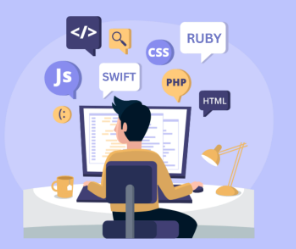 </>
CSS
RUBY
Js
SWIFT
PHP
HTML
{;